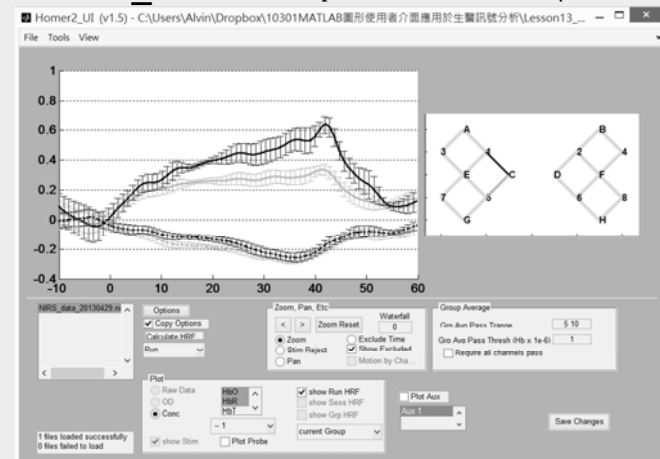 Homer2_UI (v1.5) - C:\Users\Alvin\Dropbox\10301MATLAB圖形使用者介面應用於生醫訊號分析\Lesson13_...
File Tools View
1
0.8
0.6
0.4
0.2
0
-0.2
-0.4
-10 0 10 20 30 40 50 60
A B
3 1 2 4
E C D F
7 5 6 8
G H
NIRS_data_20130429.ni
Options
Copy Options
Calculate HRF
Run
Zoom, Pan, Etc
< > Zoom Reset
Waterfall
0
Zoom
Stim Reject
Pan
Exclude Time
Show Excluded
Motion by Cha...
Group Average
Grp Avg Pass Trange 5 10
Grp Avg Pass Thresh (Hb x 1e-6) 1
Require all channels pass
Plot
Raw Data
OD
Conc
HbO
HbR
HbT
-- 1
show Run HRF
show Sess HRF
show Grp HRF
current Group
show Stim
Plot Probe
Plot Aux
Aux 1
Save Changes
1 files loaded successfully
0 files failed to load